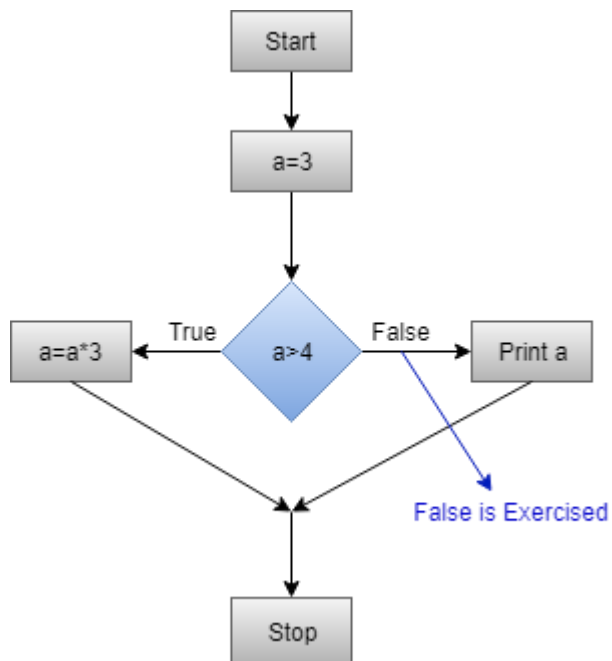 Start
a=3
True
False
a=a*3
a>4
Print a
False is Exercised
Stop